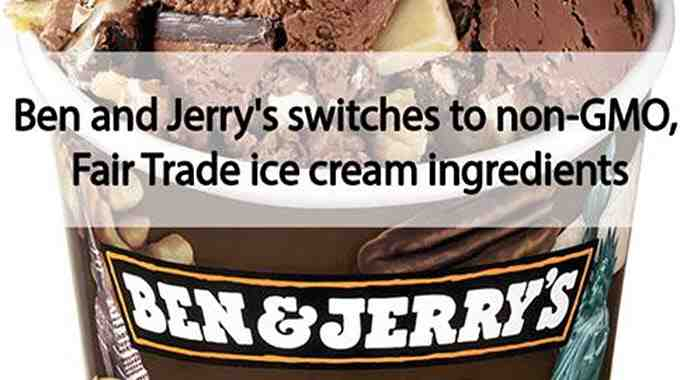 Ben and Jerry's switches to non-GMO,
Fair Trade ice cream ingredients
BEN & JERRY'S